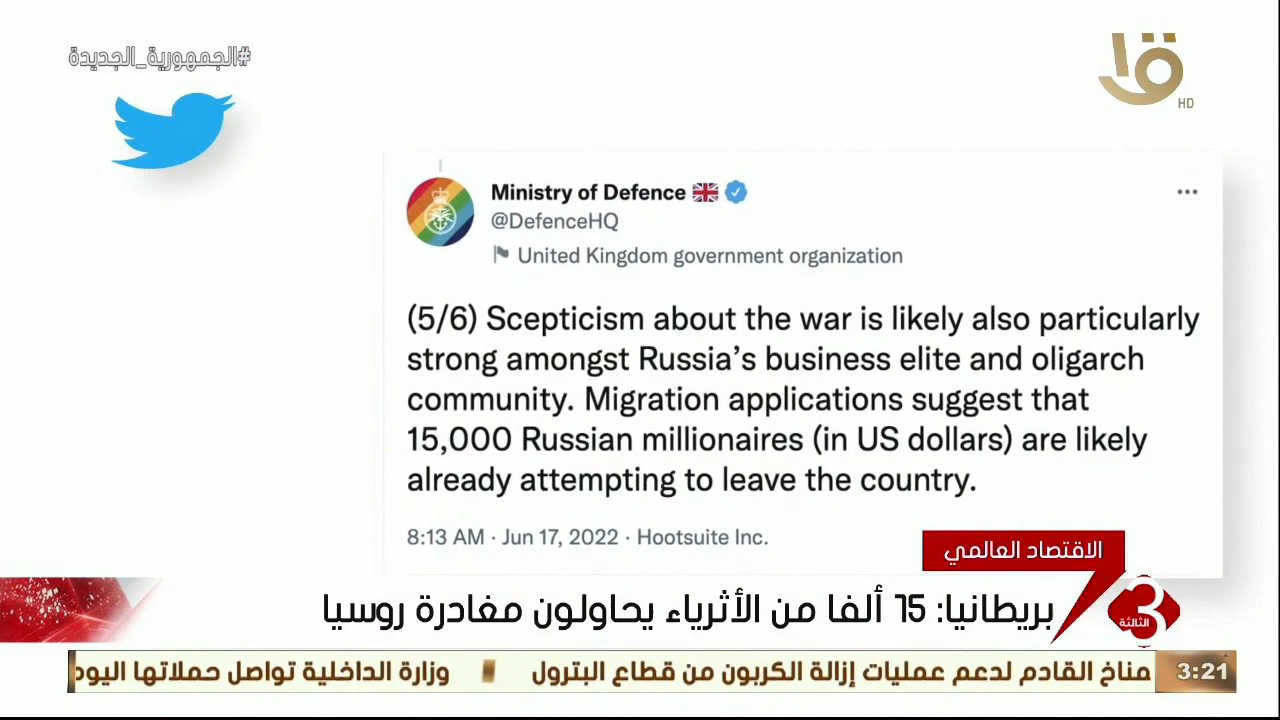 #الجمهورية_الجديدة
HD
Ministry of Defence
@DefenceHQ
United Kingdom government organization
(5/6) Scepticism about the war is likely also particularly
strong amongst Russia’s business elite and oligarch
community. Migration applications suggest that
15,000 Russian millionaires (in US dollars) are likely
already attempting to leave the country.
8:13 AM · Jun 17, 2022 · Hootsuite Inc.
الاقتصاد العالمي
بريطانيا: 15 ألفا من الأثرياء يحاولون مغادرة روسيا
3 الثالثة
مناخ القادم لدعم عمليات إزالة الكربون من قطاع البترول وزارة الداخلية تواصل حملاتها اليوم
3:21